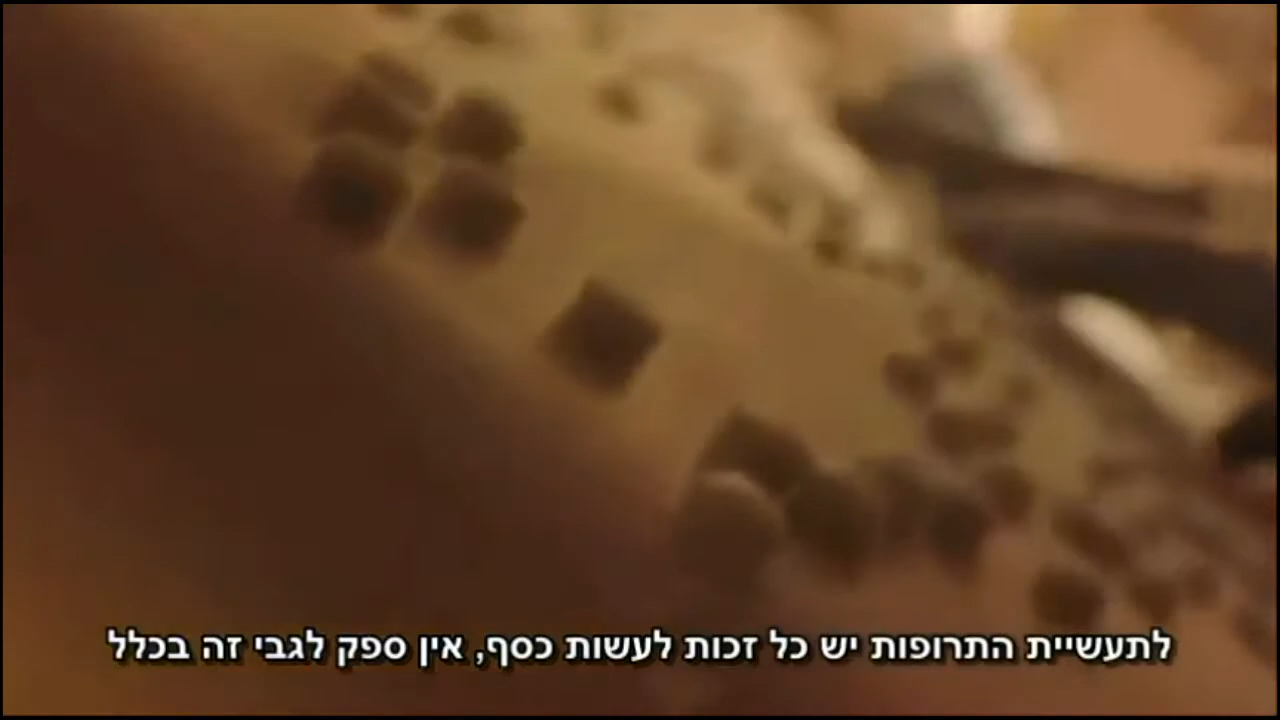 לתעשיית התרופות יש כל זכות לעשות כסף, אין ספק לגבי זה בכלל